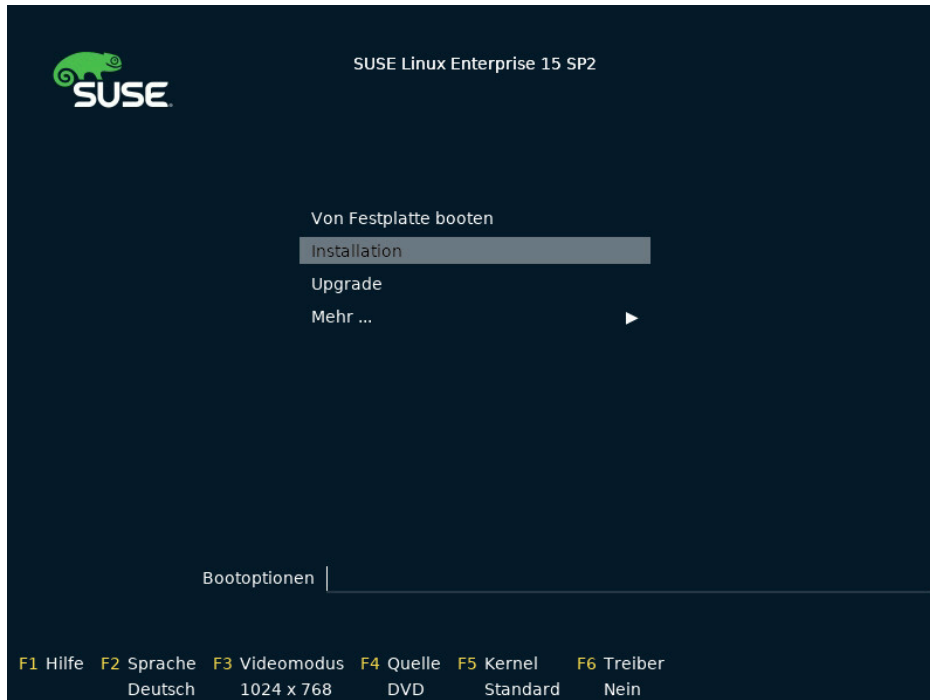 SUSE
SUSE Linux Enterprise 15 SP2
Von Festplatte booten
Installation
Upgrade
Mehr ...
Bootoptionen
F1 Hilfe F2 Sprache F3 Videomodus F4 Quelle F5 Kernel F6 Treiber
Deutsch 1024 x 768 DVD Standard Nein